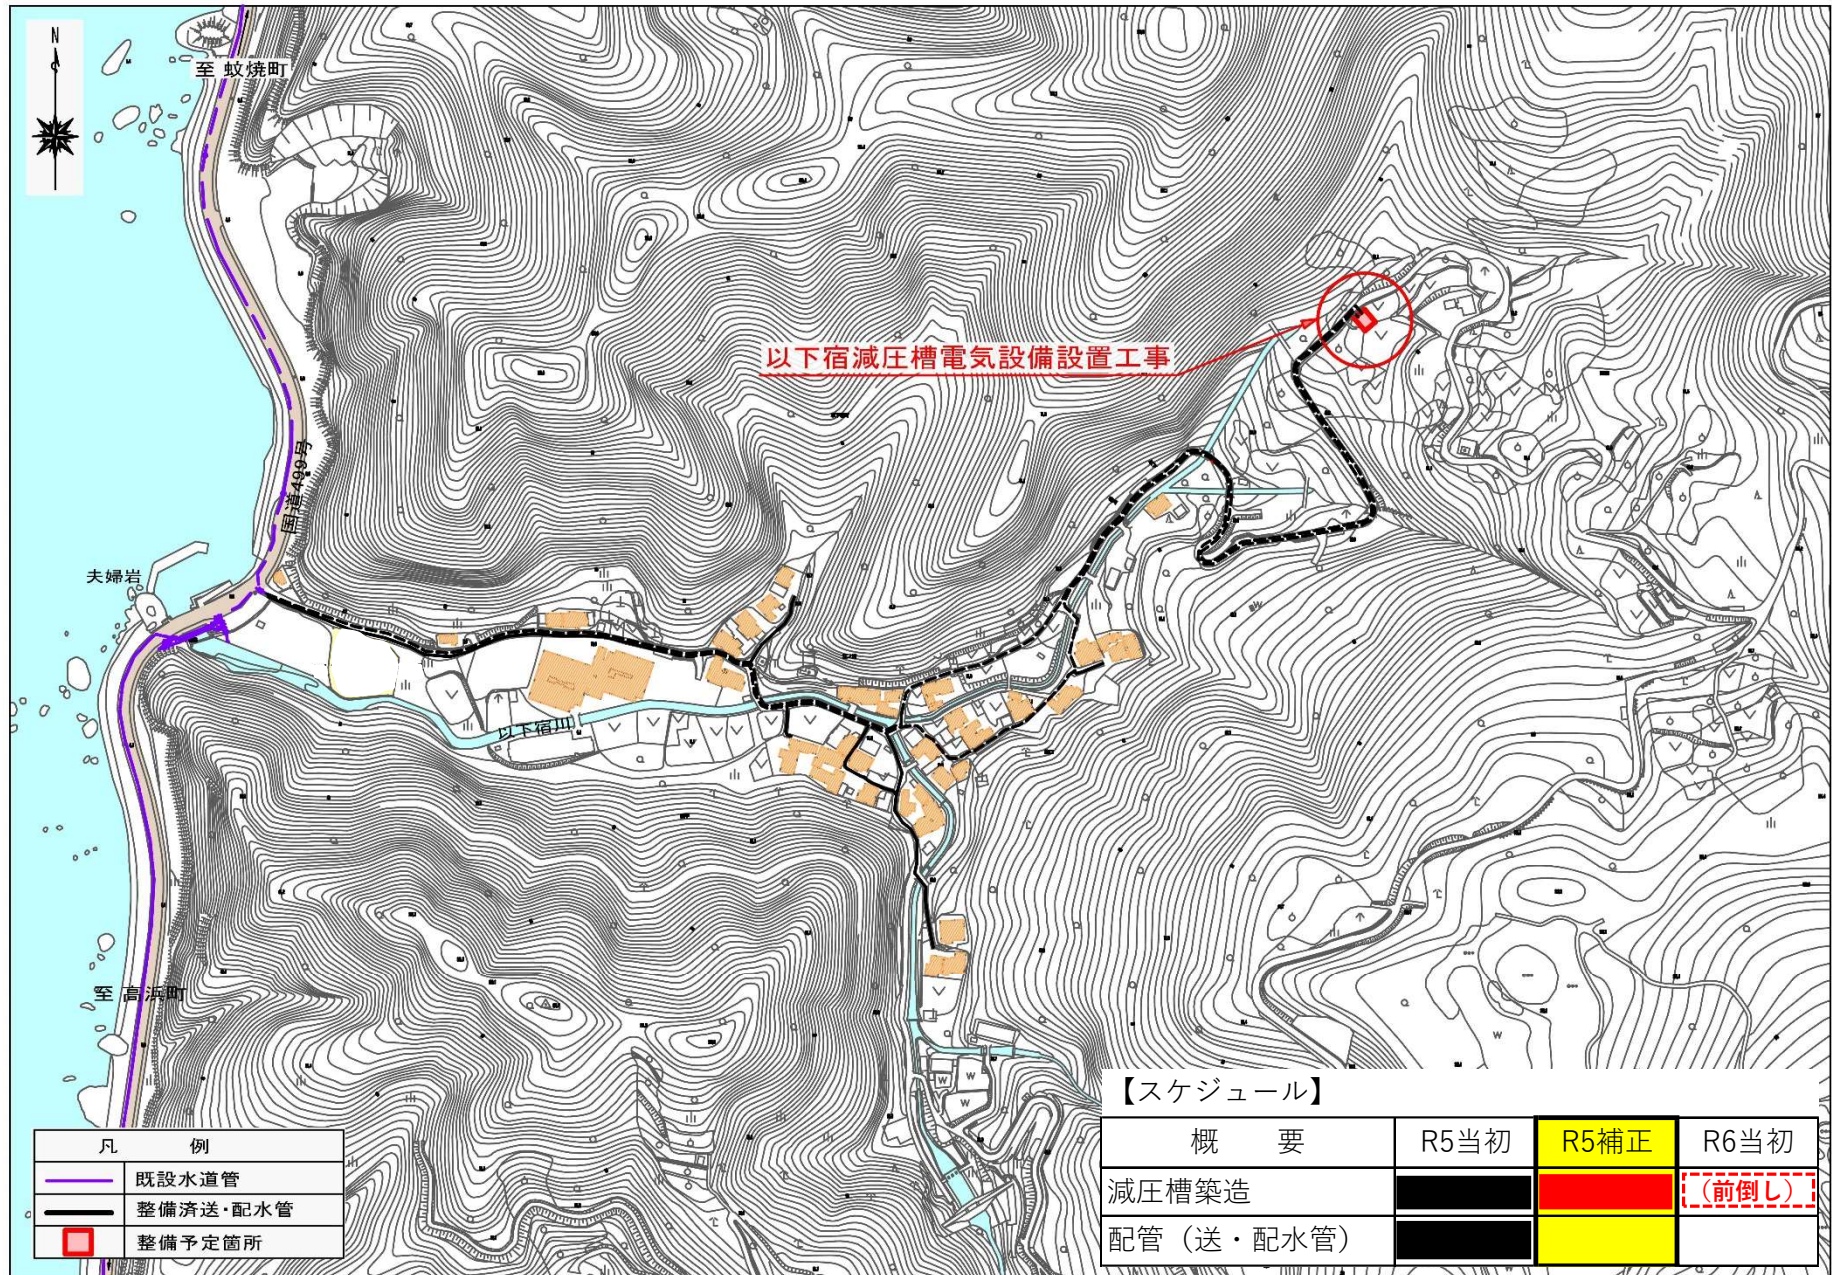 N
至 蚊焼町
以下宿減圧槽電気設備設置工事
国道499号
夫婦岩
以下宿川
至 高浜町
凡 例
既設水道管
整備済送・配水管
整備予定箇所
【スケジュール】
概 要 R5当初 R5補正 R6当初
減圧槽築造 (前倒し)
配管(送・配水管)